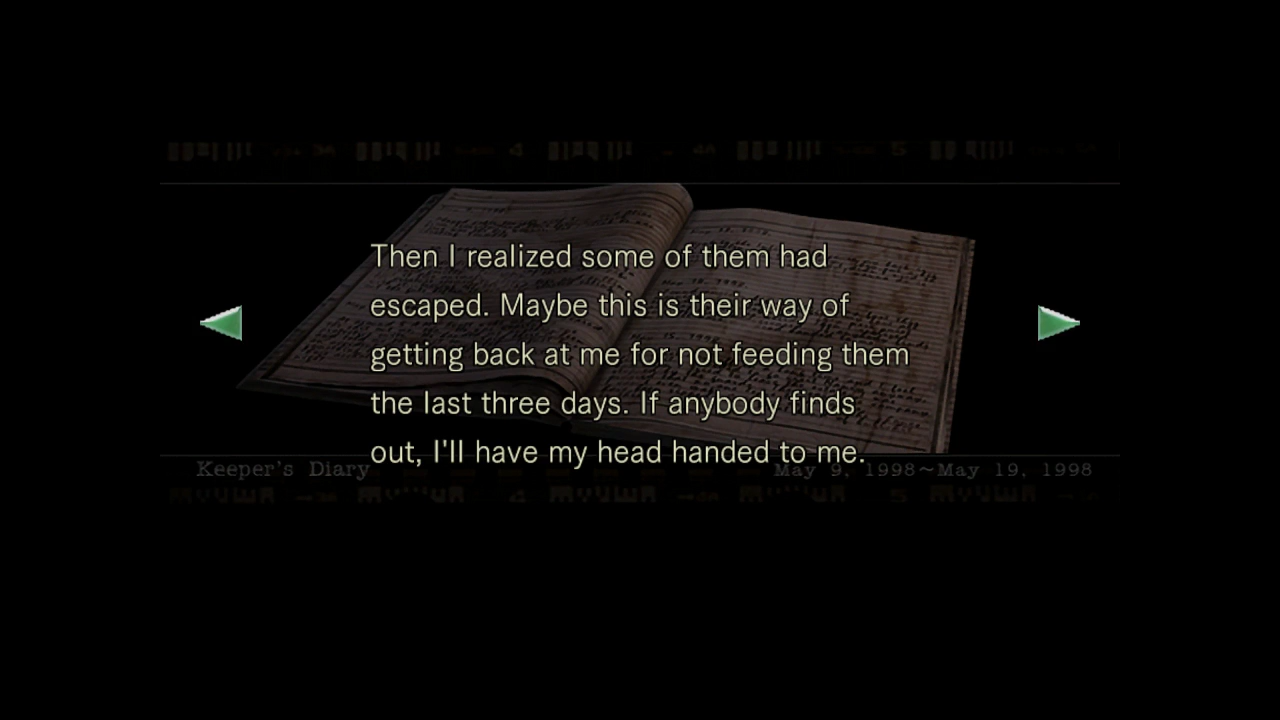 Then I realized some of them had
escaped. Maybe this is their way of
getting back at me for not feeding them
the last three days. If anybody finds
out, I'll have my head handed to me.
Keeper's Diary
May 9, 1998~May 19, 1998